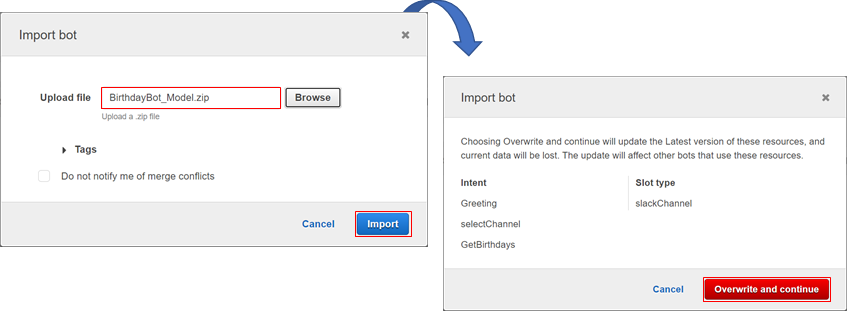 Import bot
Upload file
BirthdayBot_Model.zip
Browse
Upload a .zip file
Tags
Do not notify me of merge conflicts
Cancel
Import
Import bot
Choosing Overwrite and continue will update the Latest version of these resources, and
current data will be lost. The update will affect other bots that use these resources.
Intent
Slot type
Greeting
slackChannel
selectChannel
GetBirthdays
Cancel
Overwrite and continue